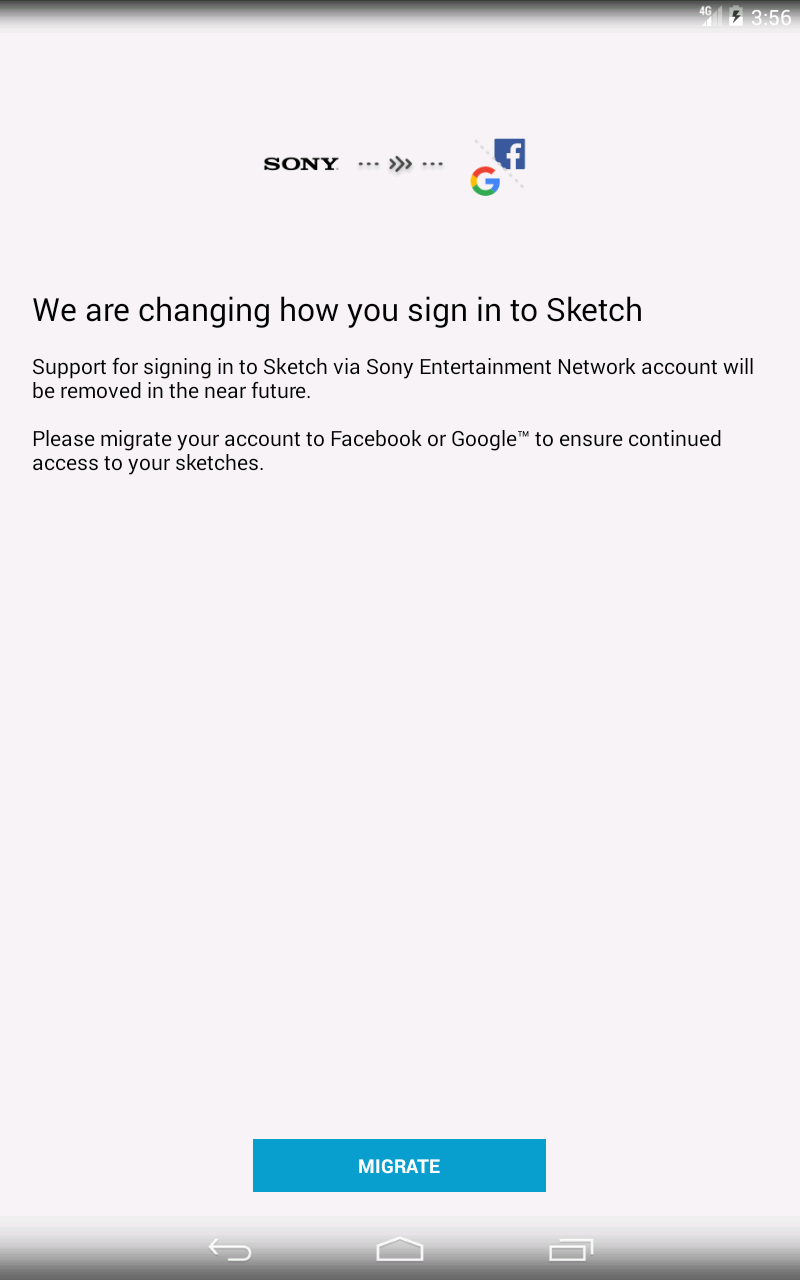 4G 3:56
SONY
We are changing how you sign in to Sketch
Support for signing in to Sketch via Sony Entertainment Network account will
be removed in the near future.
Please migrate your account to Facebook or Google™ to ensure continued
access to your sketches.
MIGRATE